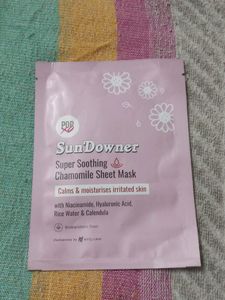 POP
SunDowner
Super Soothing
Chamomile Sheet Mask
Calms & moisturises irritated skin
with Niacinamide, Hyaluronic Acid,
Rice Water & Calendula